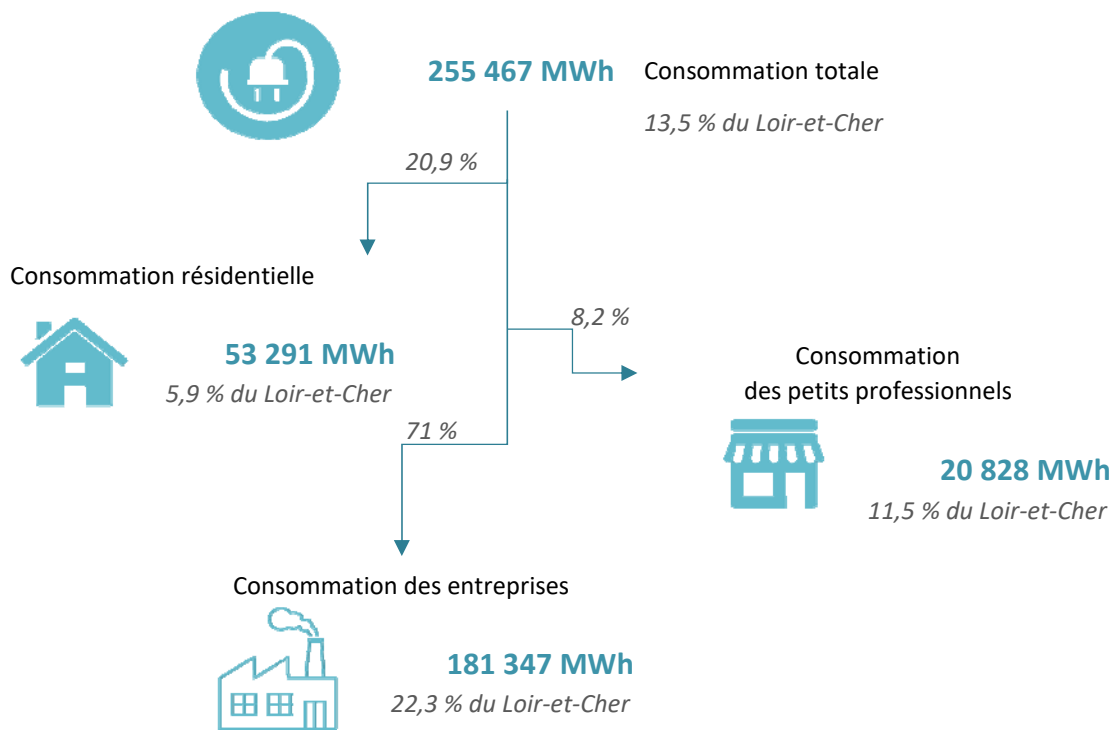 255 467 MWh Consommation totale
13,5 % du Loir-et-Cher
20,9 %
Consommation résidentielle
53 291 MWh
5,9 % du Loir-et-Cher
8,2 %
Consommation
des petits professionnels
20 828 MWh
11,5 % du Loir-et-Cher
71 %
Consommation des entreprises
181 347 MWh
22,3 % du Loir-et-Cher